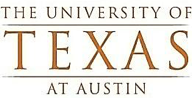 THE UNIVERSITY OF
TEXAS
AT AUSTIN